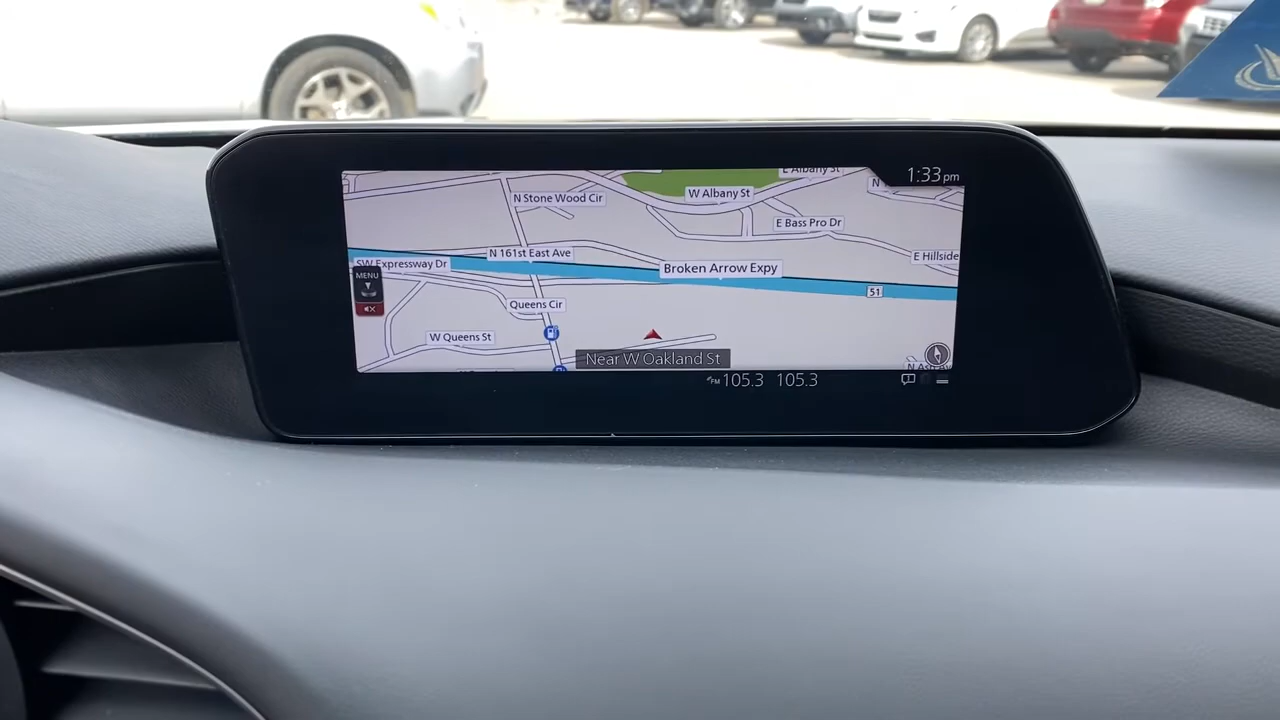 E Albany St
1:33 pm
W Albany St
N Stone Wood Cir
E Bass Pro Dr
N 161st East Ave
E Hillside
SW Expressway Dr
Broken Arrow Expy
MENU
51
Queens Cir
W Queens St
Near W Oakland St
FM 105.3 105.3